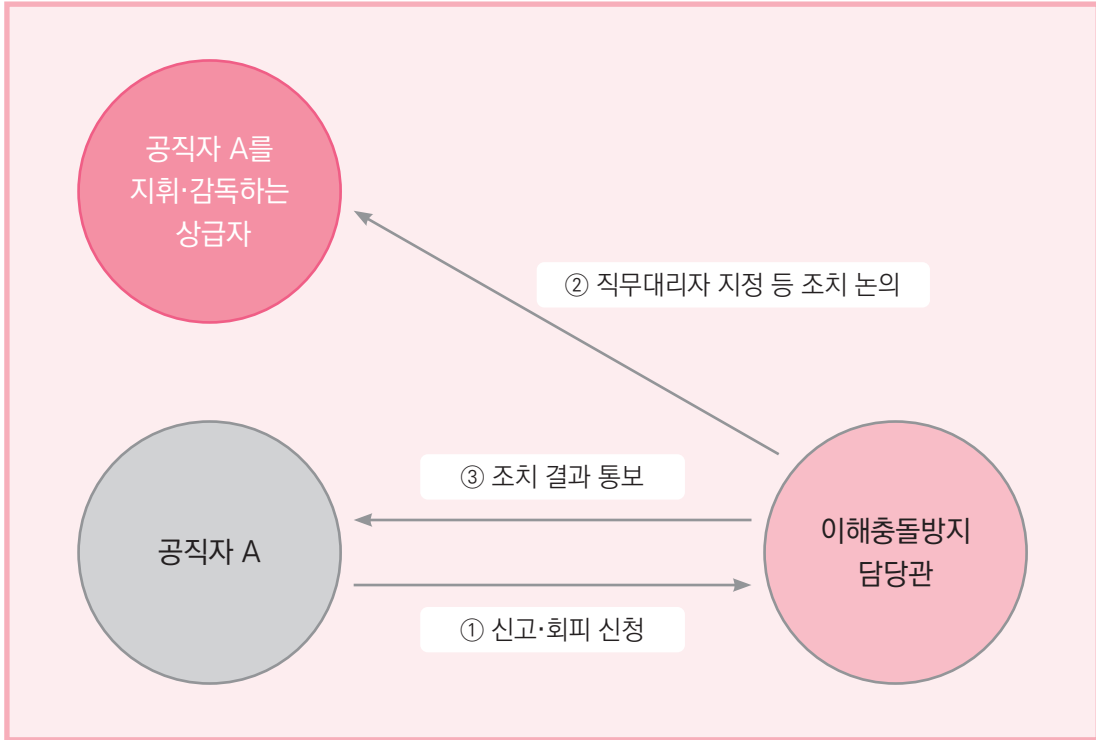 공직자 A를
지휘·감독하는
상급자
② 직무대리자 지정 등 조치 논의
③ 조치 결과 통보
공직자 A
이해충돌방지
담당관
① 신고·회피 신청